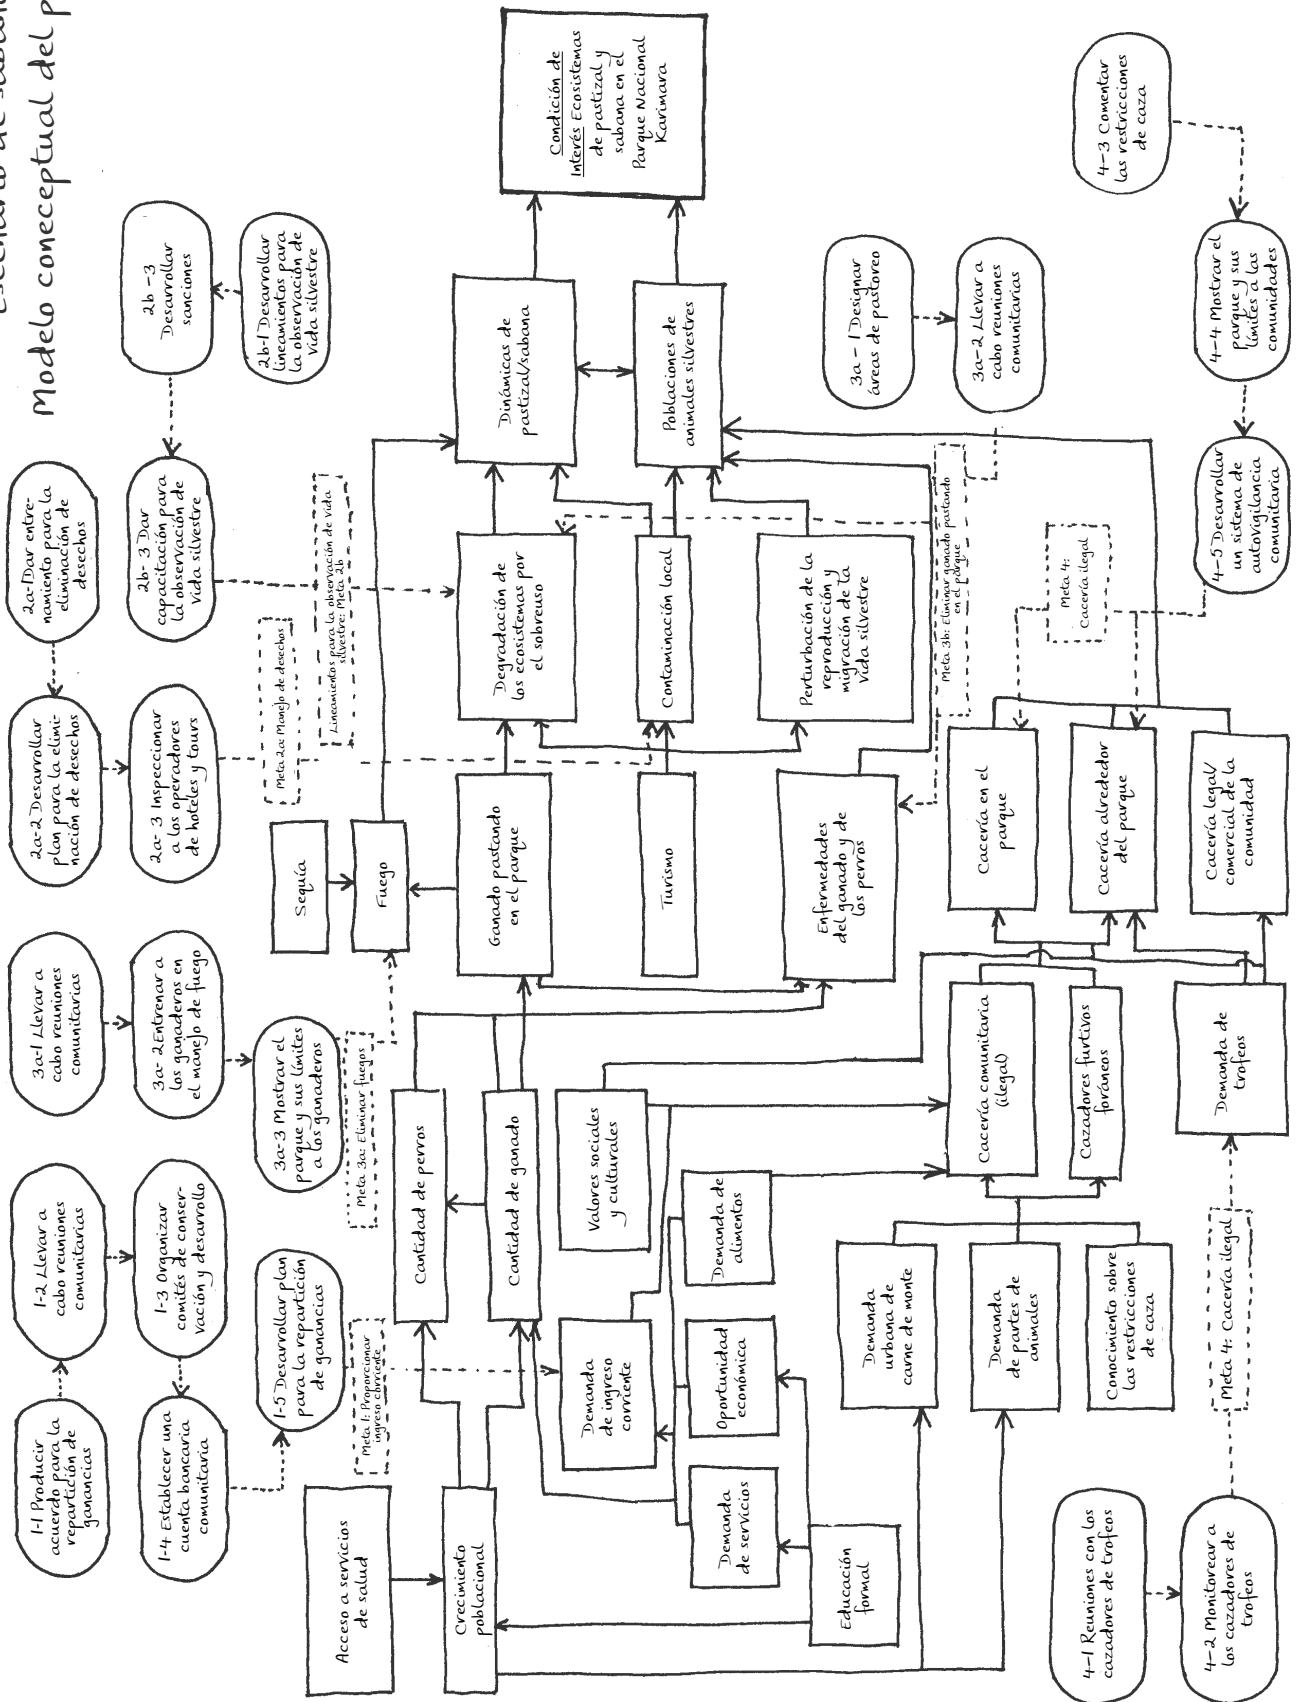 Modelo coneceptual del p
1-1 Producir
acuerdo para la
repartición de
ganancias
1-2 Llevar a
cabo reuniones
comunitarias
3a-1 Llevar a
cabo reuniones
comunitarias
2a-2 Desarrollar
plan para la elimi-
nación de desechos
2a-1 Dar entre-
namiento para la
eliminación de
desechos
1-4 Establecer una
cuenta bancaria
comunitaria
1-3 Organizar
comités de conser-
vación y desarrollo
3a-2 Entrenar a
los ganaderos en
el manejo de fuego
2a-3 Inspeccionar
a los operadores
de hoteles y tours
2b-3 Dar
capacitación para
la observación de
vida silvestre
2b-3
Desarrollar
sanciones
1-5 Desarrollar plan
para la repartición
de ganancias
3a-3 Mostrar el
parque y sus límites
a los ganaderos
Meta 2a: Manejo de desechos
2b-1 Desarrollar
lineamientos para
la observación de
vida silvestre
Lineamientos para la observación de vida
silvestre: Meta 2b
Acceso a servicios
de salud
Meta 1: Proporcionar
ingreso corriente
Meta 3a: Eliminar fuegos
Sequía
Fuego
Cantidad de perros
Crecimiento
poblacional
Cantidad de ganado
Ganado pastando
en el parque
Degradación de
los ecosistemas por
el sobreuso
Dinámicas de
pastizal/sabana
Condición de
Interés Ecosistemas
de pastizal y
sabana en el
Parque Nacional
Karimara
Demanda
de ingreso
corriente
Valores sociales
y culturales
Turismo
Contaminación local
Poblaciones de
animales silvestres
Demanda
de servicios
Oportunidad
económica
Demanda de
alimentos
Enfermedades
del ganado y de
los perros
Perturbación de la
reproducción y
migración de la
vida silvestre
Educación
formal
3a-1 Designar
áreas de pastoreo
Meta 3b: Eliminar ganado pastando
en el parque
3a-2 Llevar a
cabo reuniones
comunitarias
Demanda
urbana de
carne de monte
Cacería comunitaria
(ilegal)
Cacería en el
parque
Demanda
de partes de
animales
Cazadores furtivos
foráneos
Cacería alrededor
del parque
Meta 4:
Cacería ilegal
Conocimiento sobre
las restricciones
de caza
4-1 Reuniones con los
cazadores de trofeos
4-3 Comentar
las restricciones
de caza
Cacería legal/
comercial de la
comunidad
4-2 Monitorear a
los cazadores de
trofeos
Meta 4: Cacería ilegal
Demanda de
trofeos
4-5 Desarrollar
un sistema de
autovigilancia
comunitaria
4-4 Mostrar el
parque y sus
límites a las
comunidades